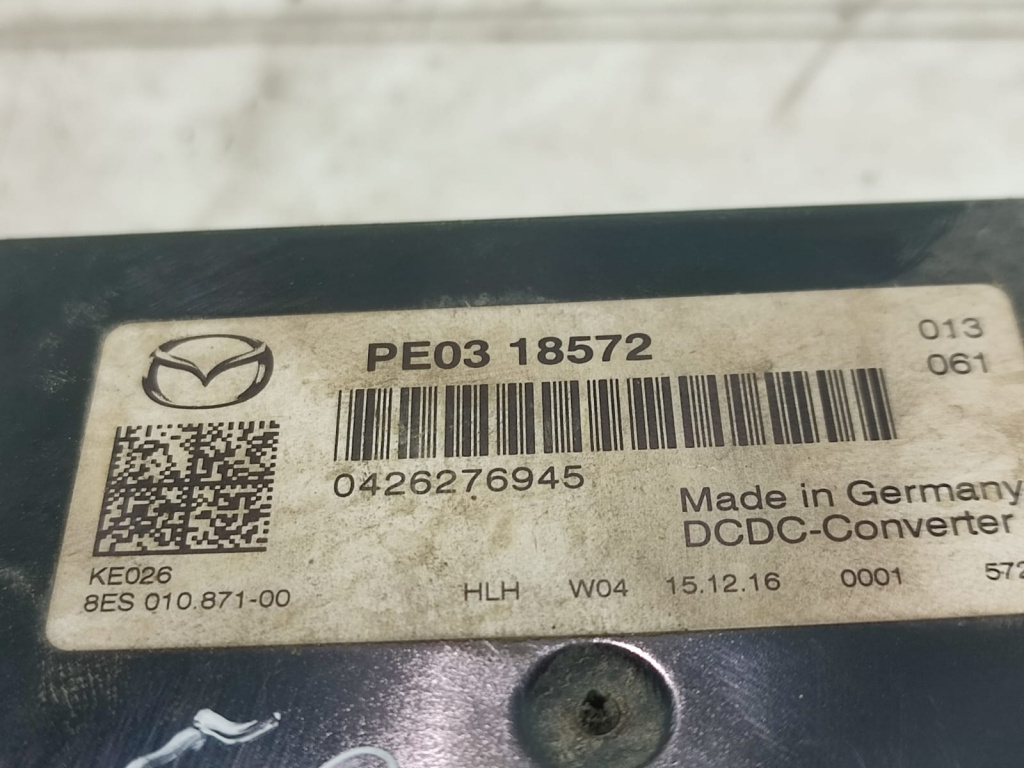 PE03 18572
013
061
0426276945
Made in Germany
DCDC-Converter
KE026
8ES 010.871-00
HLH W04 15.12.16 0001 572